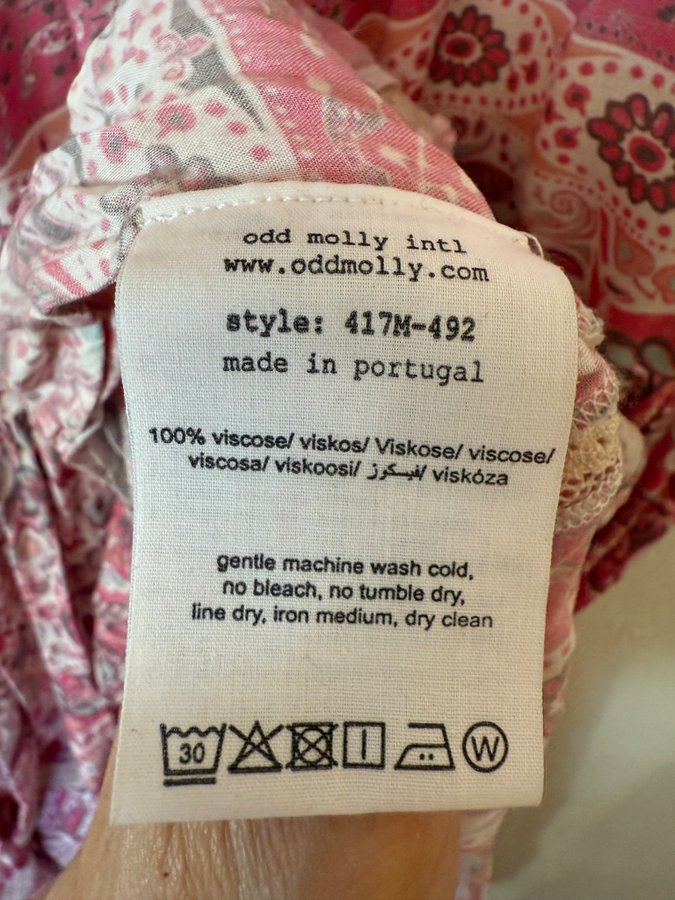 odd molly intl
www.oddmolly.com
style: 417M-492
made in portugal
100% viscose/ viskos/ Viskose/ viscose/
viscosa/ viskoosi/ فيسكوز/ viskóza
gentle machine wash cold,
no bleach, no tumble dry,
line dry, iron medium, dry clean
30 W